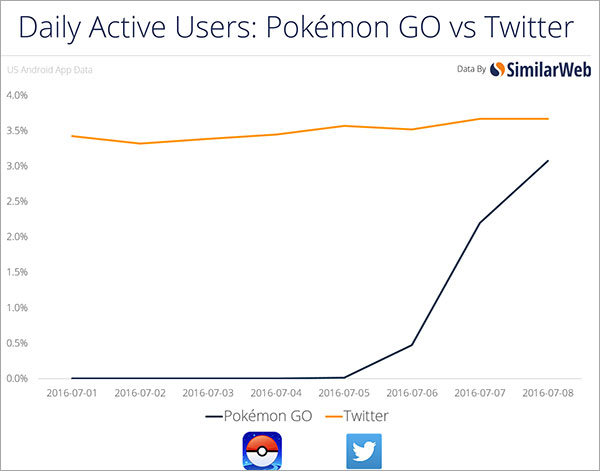 Daily Active Users: Pokémon GO vs Twitter
US Android App Data
Data By SimilarWeb
4.0%
3.5%
3.0%
2.5%
2.0%
1.5%
1.0%
0.5%
0.0%
2016-07-01 2016-07-02 2016-07-03 2016-07-04 2016-07-05 2016-07-06 2016-07-07 2016-07-08
Pokémon GO Twitter